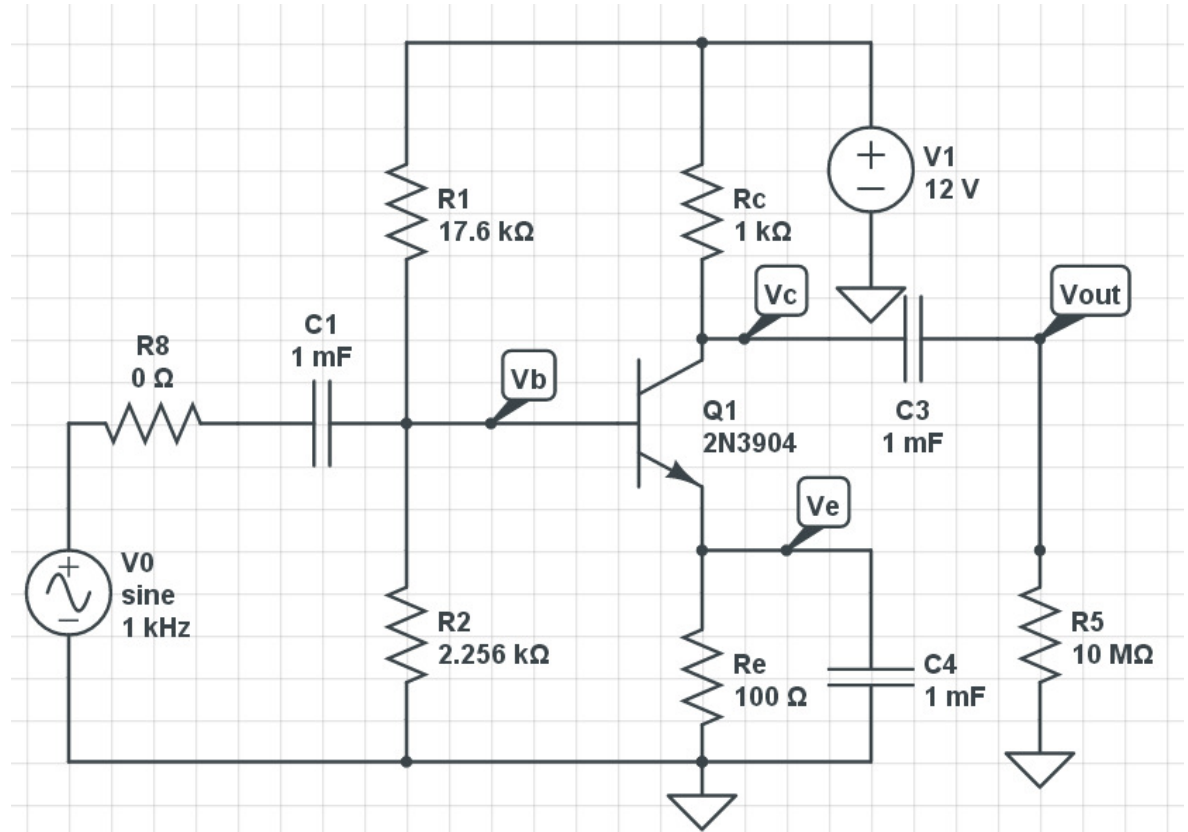 R1
17.6 kΩ
Rc
1 kΩ
+
−
V1
12 V
Vc
Vout
R8
0 Ω
C1
1 mF
Vb
Q1
2N3904
C3
1 mF
Ve
+
−
V0
sine
1 kHz
R2
2.256 kΩ
Re
100 Ω
C4
1 mF
R5
10 MΩ